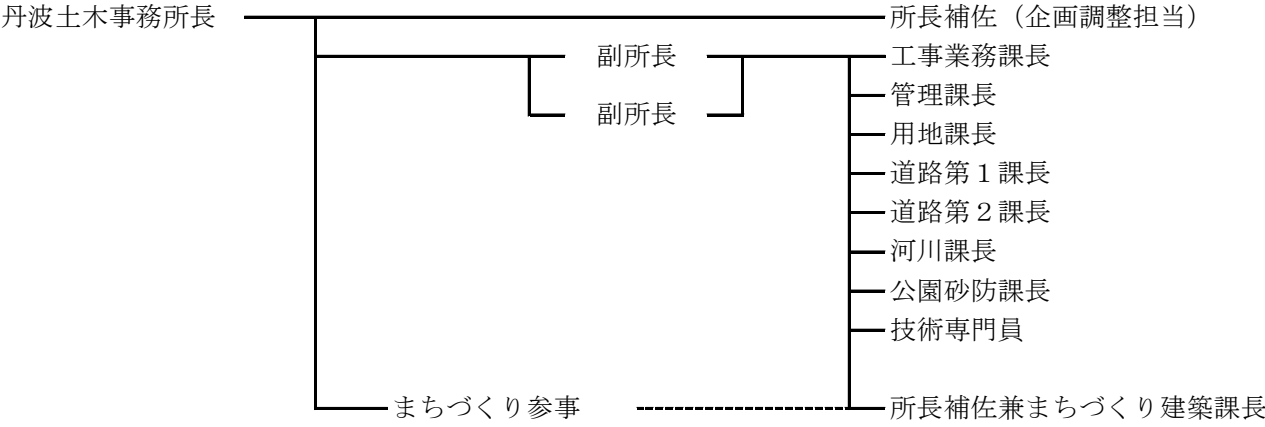 丹波土木事務所長 所長補佐（企画調整担当）
副所長 工事業務課長
管理課長
副所長
用地課長
道路第１課長
道路第２課長
河川課長
公園砂防課長
技術専門員
まちづくり参事 所長補佐兼まちづくり建築課長